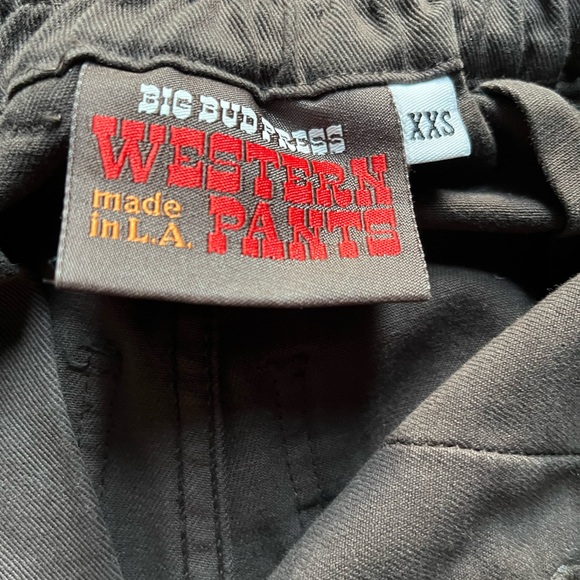 BIG BUD PRESS
WESTERN
PANTS
made
in L.A.
XXS